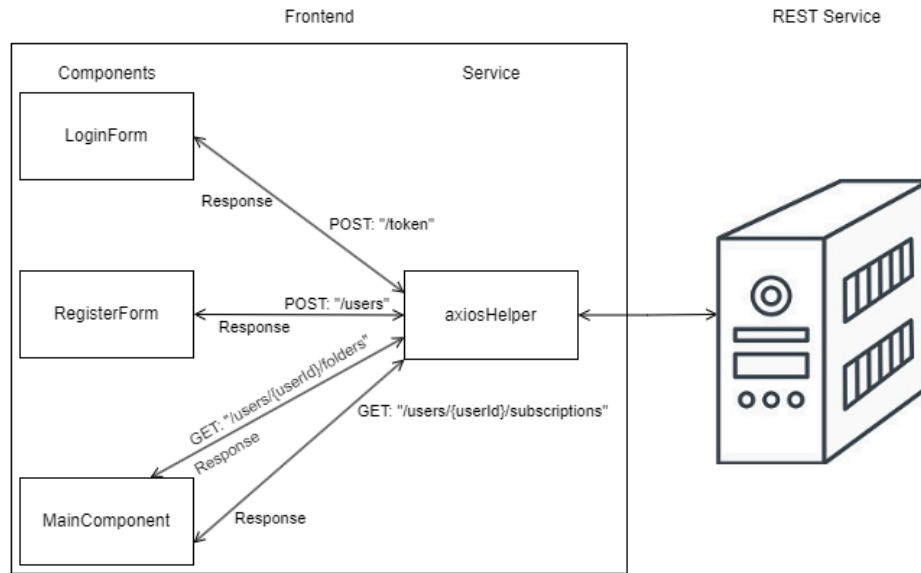 Frontend
REST Service
Components
Service
LoginForm
Response
POST: "/token"
RegisterForm
POST: "/users"
Response
axiosHelper
GET: "/users/{userId}/folders"
Response
GET: "/users/{userId}/subscriptions"
MainComponent
Response